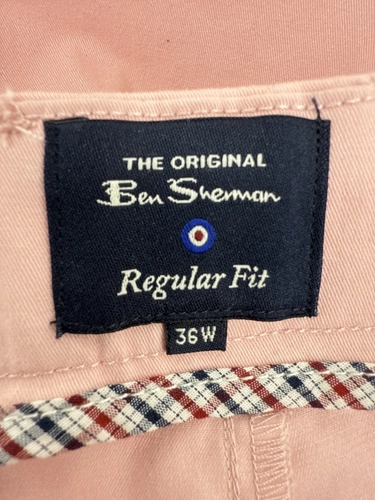 THE ORIGINAL
Ben Sherman
Regular Fit
36W